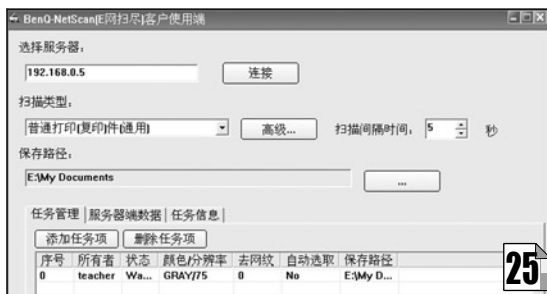 BenQ-NetScan[E网扫尽]客户使用端
选择服务器:
192.168.0.5 连接
扫描类型:
普通打印[复印]件[通用] 高级... 扫描间隔时间: 5 秒
保存路径:
E:\My Documents ...
任务管理 服务器端数据 任务信息
添加任务项 删除任务项
序号 所有者 状态 颜色/分辨率 去网纹 自动选取 保存路径
0 teacher Wa... GRAY/75 0 No E:\My D...
25